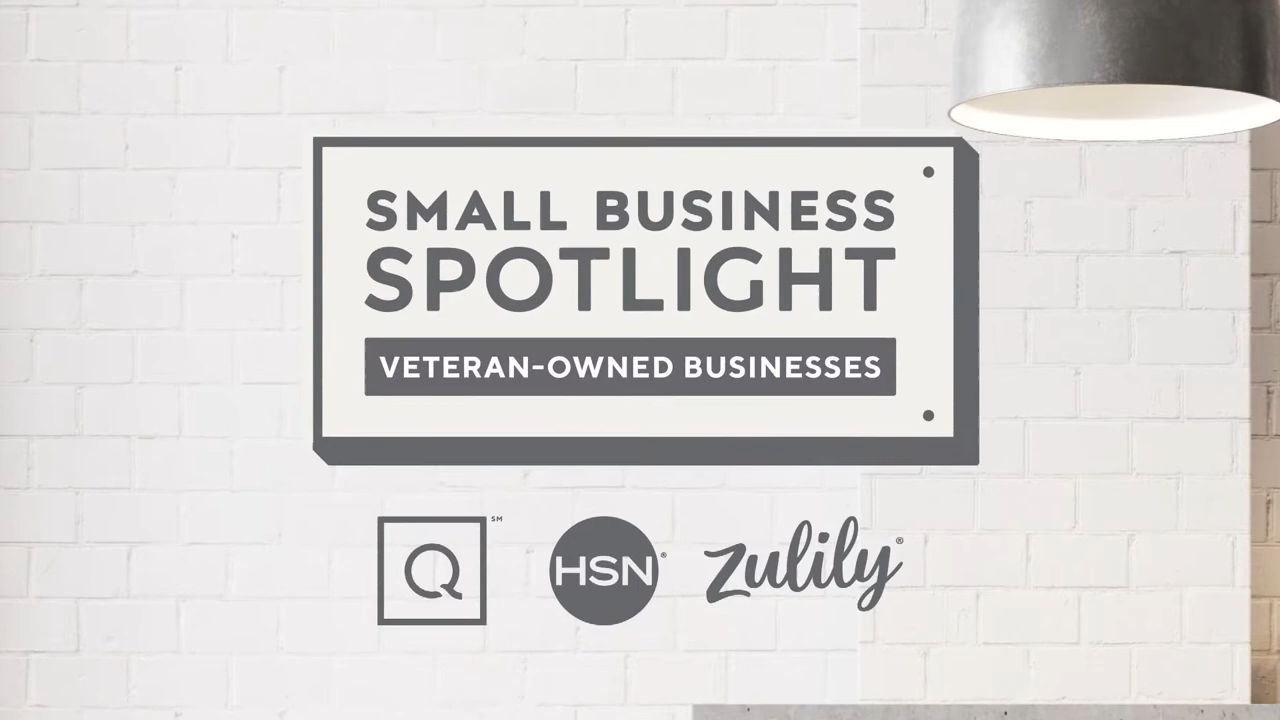 SMALL BUSINESS
SPOTLIGHT
VETERAN-OWNED BUSINESSES
Q SM HSN® zulily®